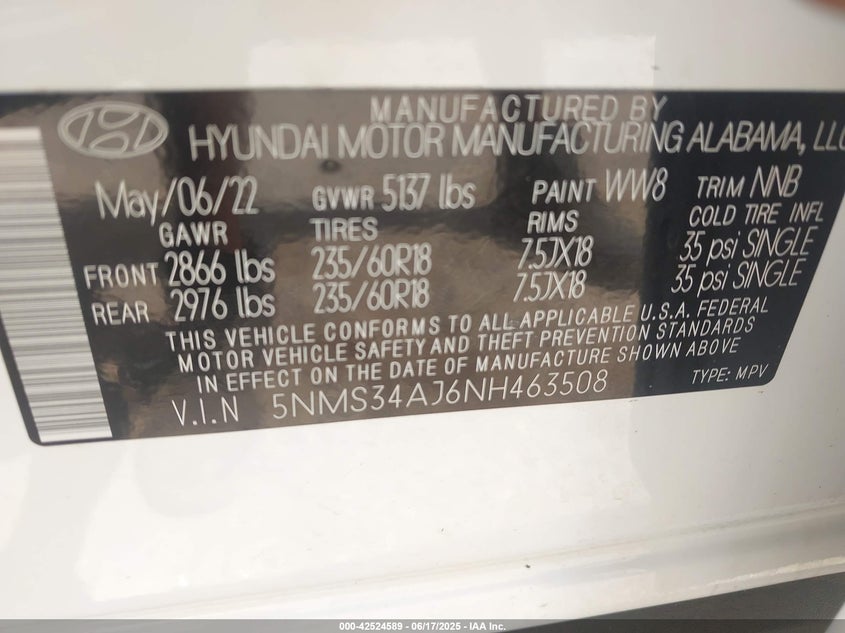 MANUFACTURED BY
HYUNDAI MOTOR MANUFACTURING ALABAMA, LLC
May/06/22 GVWR 5137 lbs PAINT WW8 TRIM NNB
GAWR TIRES RIMS COLD TIRE INFL
FRONT 2866 lbs 235/60R18 7.5JX18 35 psi SINGLE
REAR 2976 lbs 235/60R18 7.5JX18 35 psi SINGLE
THIS VEHICLE CONFORMS TO ALL APPLICABLE U.S.A. FEDERAL
MOTOR VEHICLE SAFETY AND THEFT PREVENTION STANDARDS
IN EFFECT ON THE DATE OF MANUFACTURE SHOWN ABOVE
V.I.N 5NMS34AJ6NH463508 TYPE: MPV
000-42524589 - 06/17/2025 - IAA Inc.